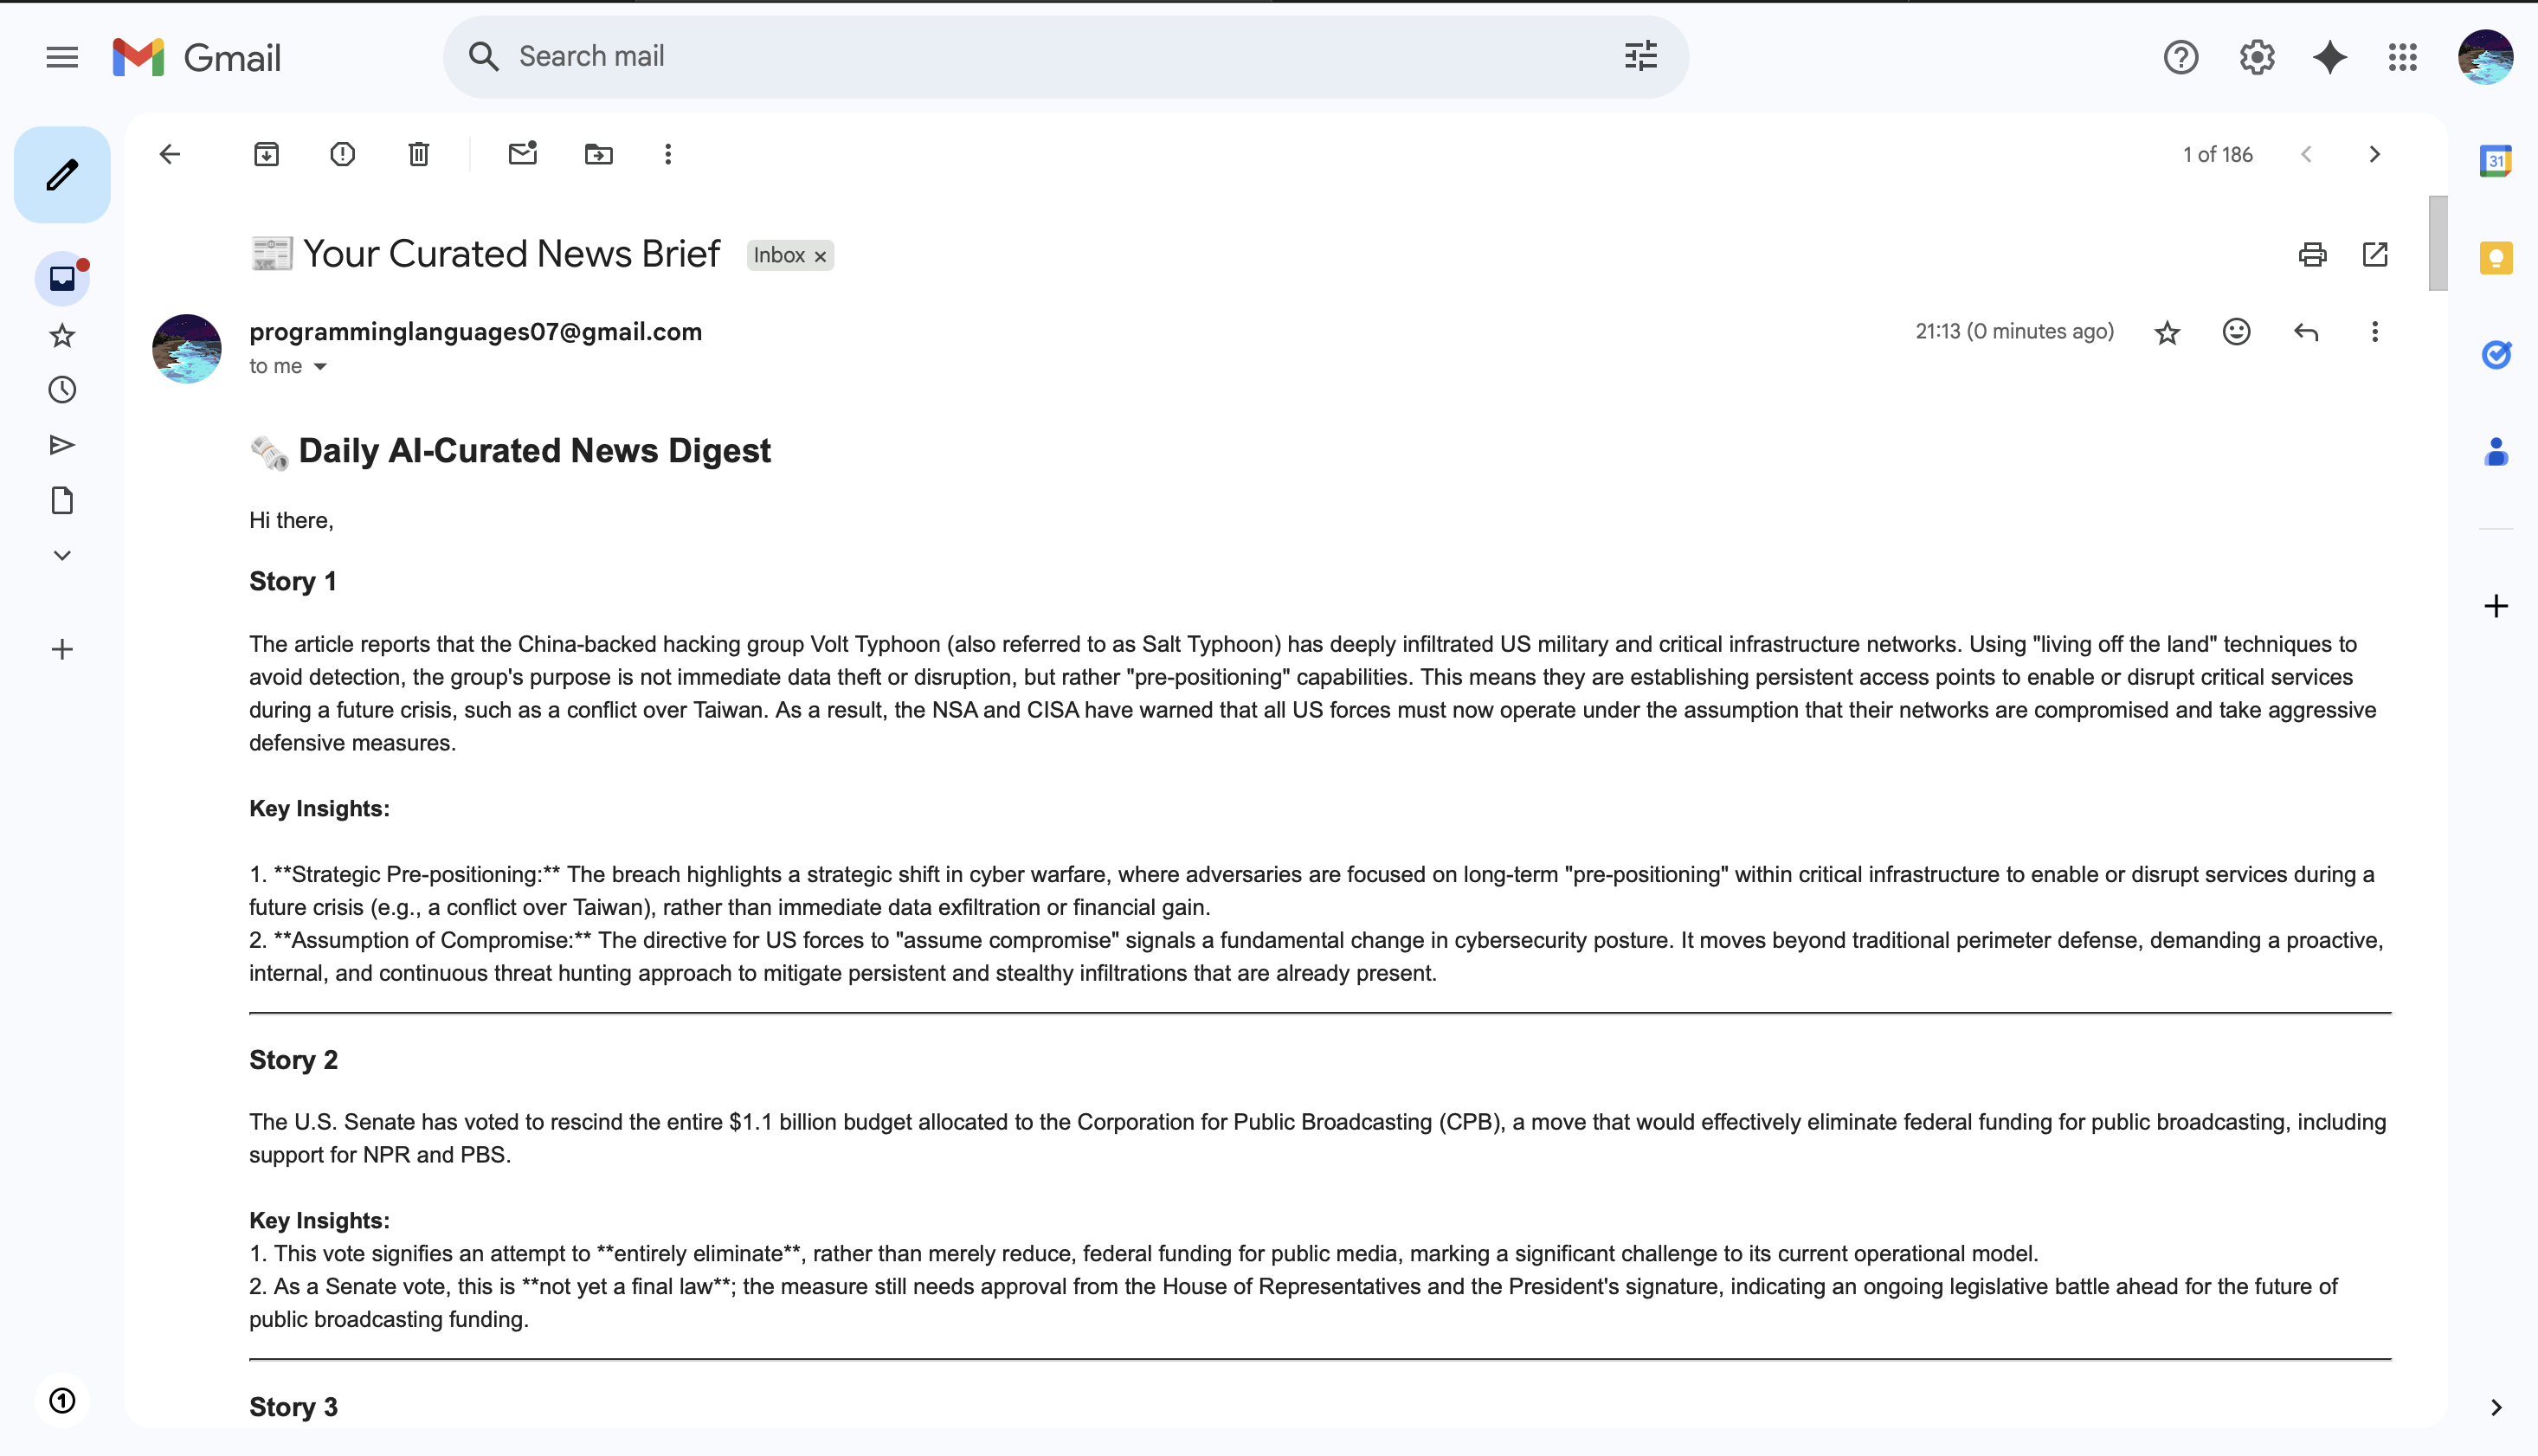 Gmail
Search mail
1 of 186
31
Your Curated News Brief
Inbox ×
programminglanguages07@gmail.com
21:13 (0 minutes ago)
to me
Daily AI-Curated News Digest
Hi there,
Story 1
The article reports that the China-backed hacking group Volt Typhoon (also referred to as Salt Typhoon) has deeply infiltrated US military and critical infrastructure networks. Using "living off the land" techniques to
avoid detection, the group's purpose is not immediate data theft or disruption, but rather "pre-positioning" capabilities. This means they are establishing persistent access points to enable or disrupt critical services
during a future crisis, such as a conflict over Taiwan. As a result, the NSA and CISA have warned that all US forces must now operate under the assumption that their networks are compromised and take aggressive
defensive measures.
Key Insights:
1. **Strategic Pre-positioning:** The breach highlights a strategic shift in cyber warfare, where adversaries are focused on long-term "pre-positioning" within critical infrastructure to enable or disrupt services during a
future crisis (e.g., a conflict over Taiwan), rather than immediate data exfiltration or financial gain.
2. **Assumption of Compromise:** The directive for US forces to "assume compromise" signals a fundamental change in cybersecurity posture. It moves beyond traditional perimeter defense, demanding a proactive,
internal, and continuous threat hunting approach to mitigate persistent and stealthy infiltrations that are already present.
Story 2
The U.S. Senate has voted to rescind the entire $1.1 billion budget allocated to the Corporation for Public Broadcasting (CPB), a move that would effectively eliminate federal funding for public broadcasting, including
support for NPR and PBS.
Key Insights:
1. This vote signifies an attempt to **entirely eliminate**, rather than merely reduce, federal funding for public media, marking a significant challenge to its current operational model.
2. As a Senate vote, this is **not yet a final law**; the measure still needs approval from the House of Representatives and the President's signature, indicating an ongoing legislative battle ahead for the future of
public broadcasting funding.
Story 3